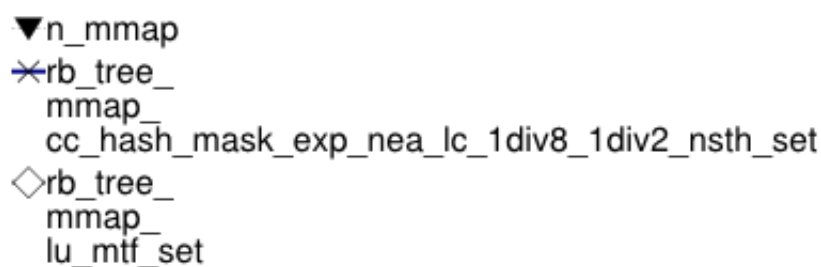 n_mmap
rb_tree_
mmap_
cc_hash_mask_exp_nea_lc_1div8_1div2_nsth_set
rb_tree_
mmap_
lu_mtf_set